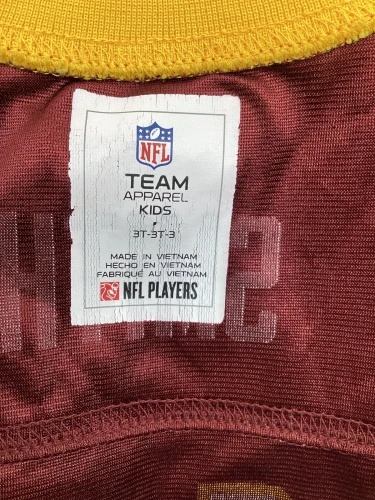 NFL
TEAM
APPAREL
KIDS
3T-3T-3
MADE IN VIETNAM
HECHO EN VIETNAM
FABRIQUÉ AU VIETNAM
NFL PLAYERS